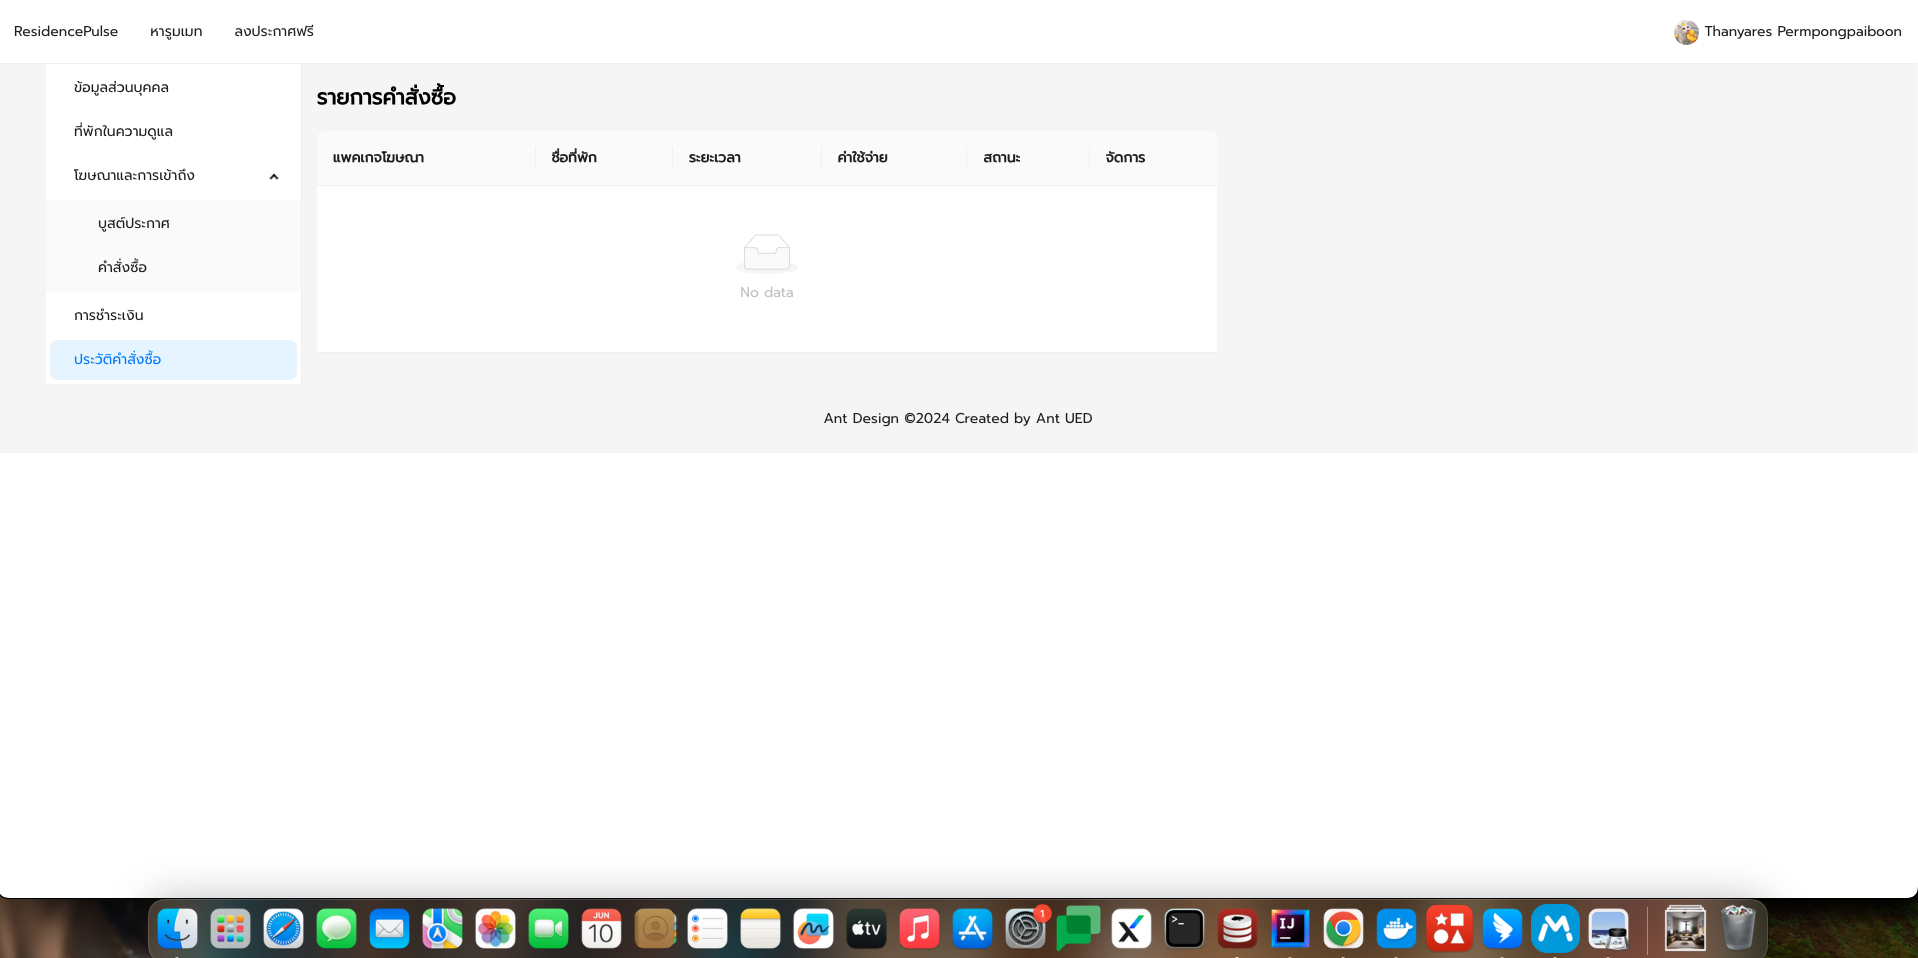 ResidencePulse หารูมเมท ลงประกาศฟรี Thanyares Permpongpaiboon
ข้อมูลส่วนบุคคล
ที่พักในความดูแล
โฆษณาและการเข้าถึง
บูสต์ประกาศ
คำสั่งซื้อ
การชำระเงิน
ประวัติคำสั่งซื้อ
รายการคำสั่งซื้อ
แพคเกจโฆษณา ชื่อที่พัก ระยะเวลา ค่าใช้จ่าย สถานะ จัดการ
No data
Ant Design ©2024 Created by Ant UED
JUN
10
tv
1
>_
IJ